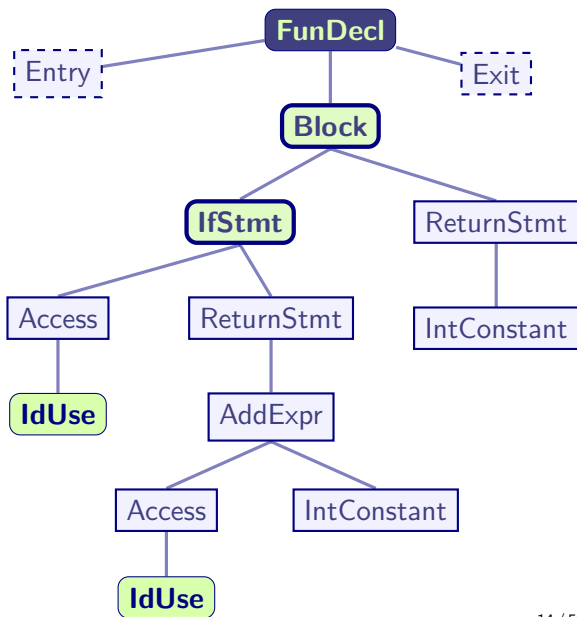 FunDecl
Entry
Exit
Block
IfStmt
ReturnStmt
Access
ReturnStmt
IntConstant
IdUse
AddExpr
Access
IntConstant
IdUse